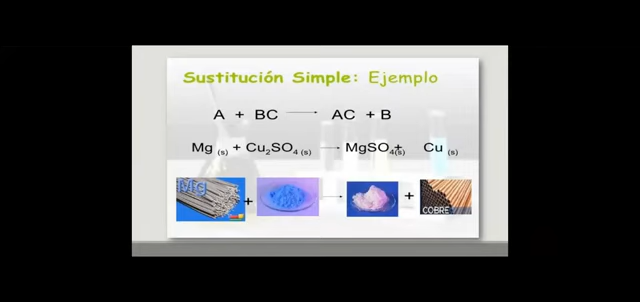 Sustitución Simple: Ejemplo
A + BC → AC + B
Mg (s) + Cu2SO4 (s) → MgSO4(s) + Cu (s)
Mg + → + COBRE